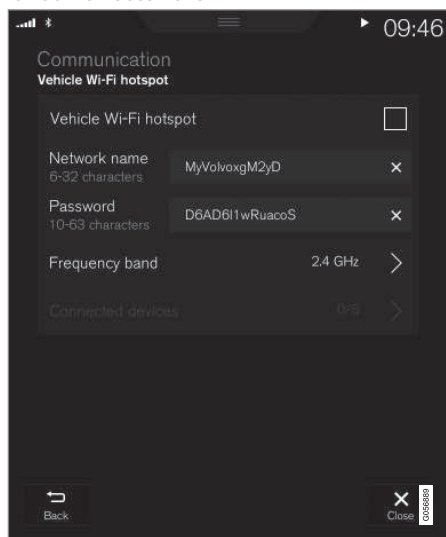 09:46
Communication
Vehicle Wi-Fi hotspot
Vehicle Wi-Fi hotspot
Network name
6-32 characters
MyVolvoxgM2yD
Password
10-63 characters
D6AD6l1wRuacoS
Frequency band
2.4 GHz
Connected devices
0/8
Back
Close
G056889